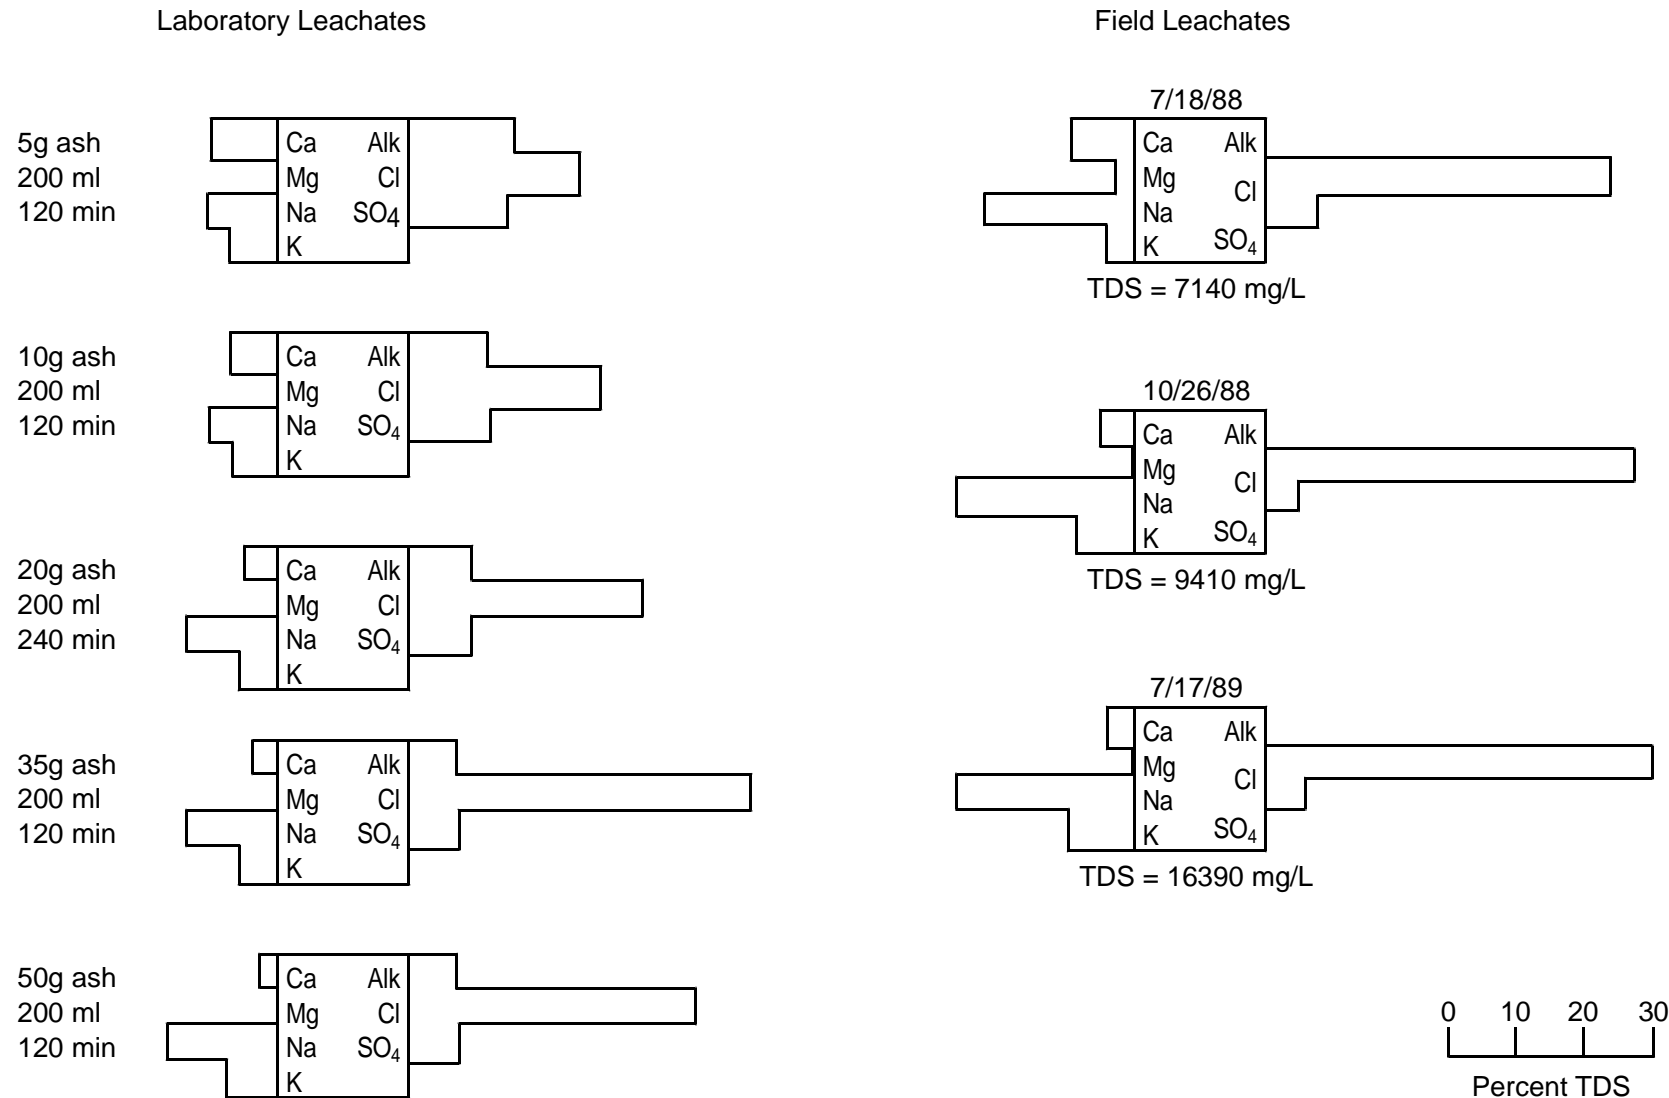 Laboratory Leachates
5g ash
200 ml
120 min
Ca Alk
Mg Cl
Na SO4
K
10g ash
200 ml
120 min
Ca Alk
Mg Cl
Na SO₄
K
20g ash
200 ml
240 min
Ca Alk
Mg Cl
Na SO₄
K
35g ash
200 ml
120 min
Ca Alk
Mg Cl
Na SO₄
K
50g ash
200 ml
120 min
Ca Alk
Mg Cl
Na SO₄
K
Field Leachates
7/18/88
Ca Alk
Mg Cl
Na
K SO₄
TDS = 7140 mg/L
10/26/88
Ca Alk
Mg Cl
Na
K SO₄
TDS = 9410 mg/L
7/17/89
Ca Alk
Mg Cl
Na
K SO₄
TDS = 16390 mg/L
0 10 20 30
Percent TDS